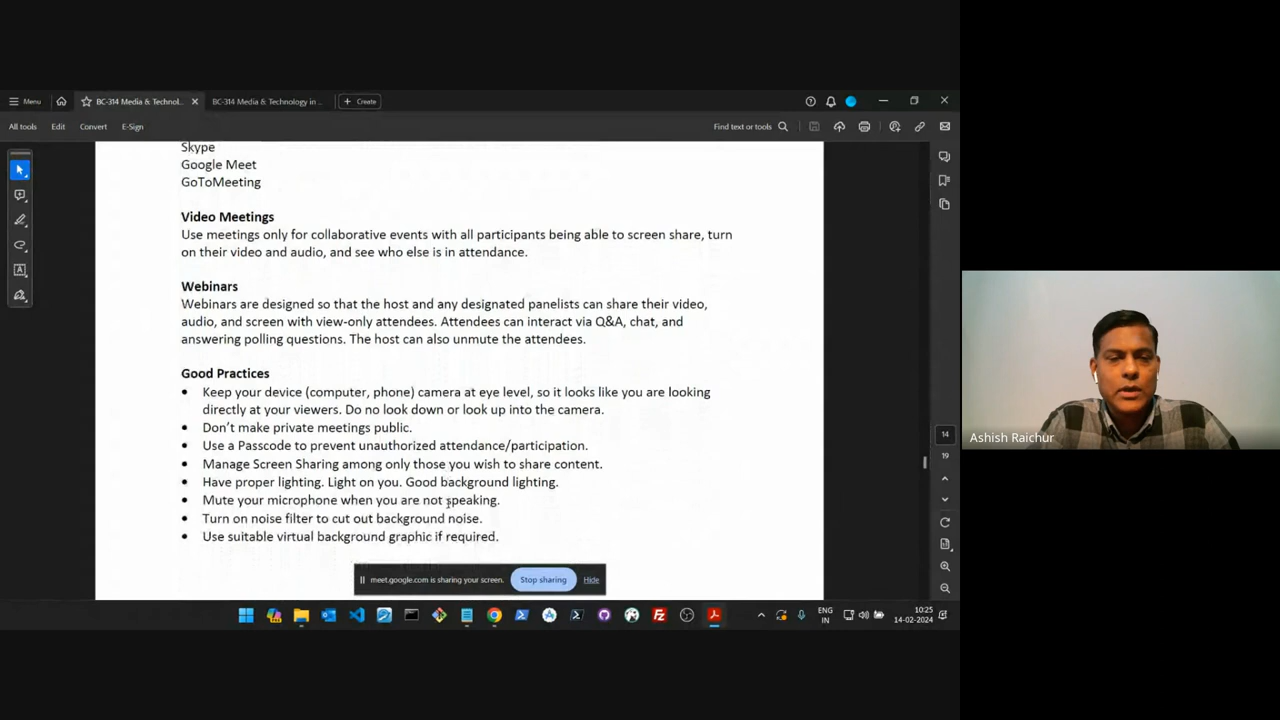 Menu
BC-314 Media & Technol...
BC-314 Media & Technology in ...
Create
All tools
Edit
Convert
E-Sign
Find text or tools
Skype
Google Meet
GoToMeeting
Video Meetings
Use meetings only for collaborative events with all participants being able to screen share, turn
on their video and audio, and see who else is in attendance.
Webinars
Webinars are designed so that the host and any designated panelists can share their video,
audio, and screen with view-only attendees. Attendees can interact via Q&A, chat, and
answering polling questions. The host can also unmute the attendees.
Good Practices
• Keep your device (computer, phone) camera at eye level, so it looks like you are looking
directly at your viewers. Do no look down or look up into the camera.
• Don't make private meetings public.
• Use a Passcode to prevent unauthorized attendance/participation.
• Manage Screen Sharing among only those you wish to share content.
• Have proper lighting. Light on you. Good background lighting.
• Mute your microphone when you are not speaking.
• Turn on noise filter to cut out background noise.
• Use suitable virtual background graphic if required.
14
19
meet.google.com is sharing your screen.
Stop sharing
Hide
ENG
IN
10:25
14-02-2024
Ashish Raichur